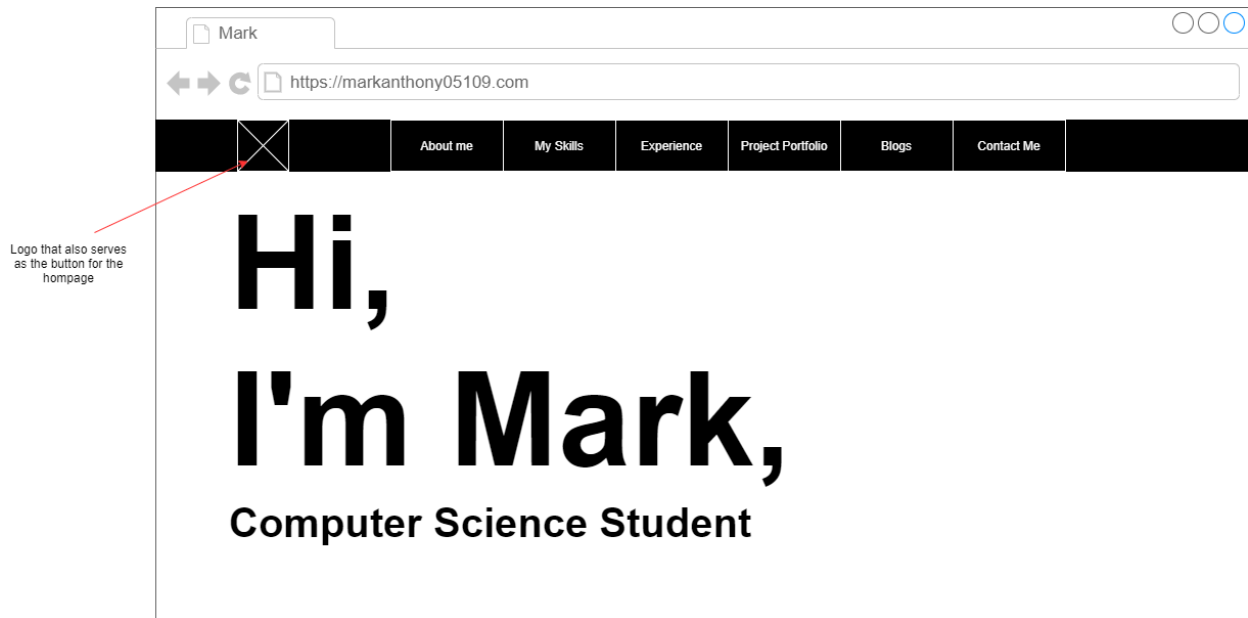 Mark
https://markanthony05109.com
About me My Skills Experience Project Portfolio Blogs Contact Me
Logo that also serves
as the button for the
hompage
Hi,
I'm Mark,
Computer Science Student